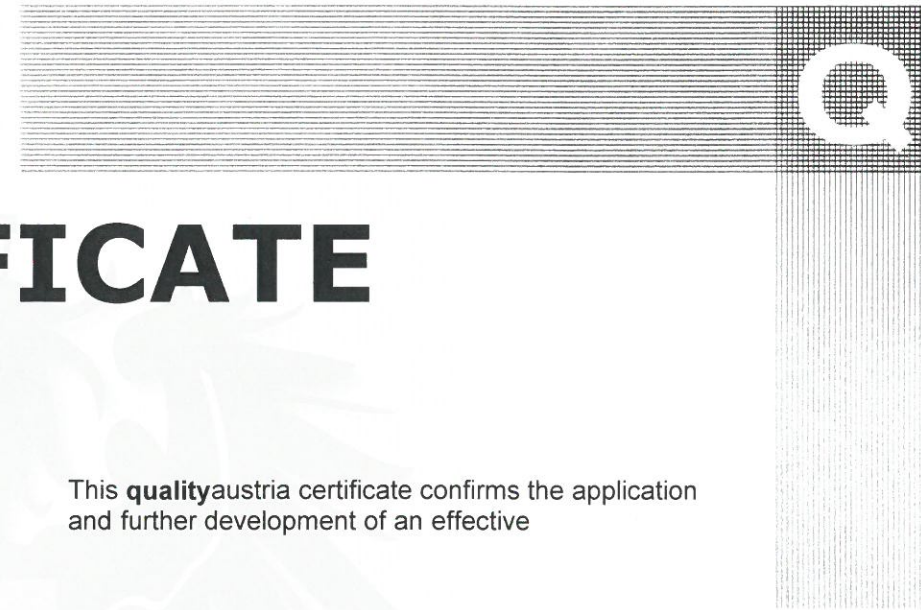 Q
FICATE
This qualityaustria certificate confirms the application
and further development of an effective